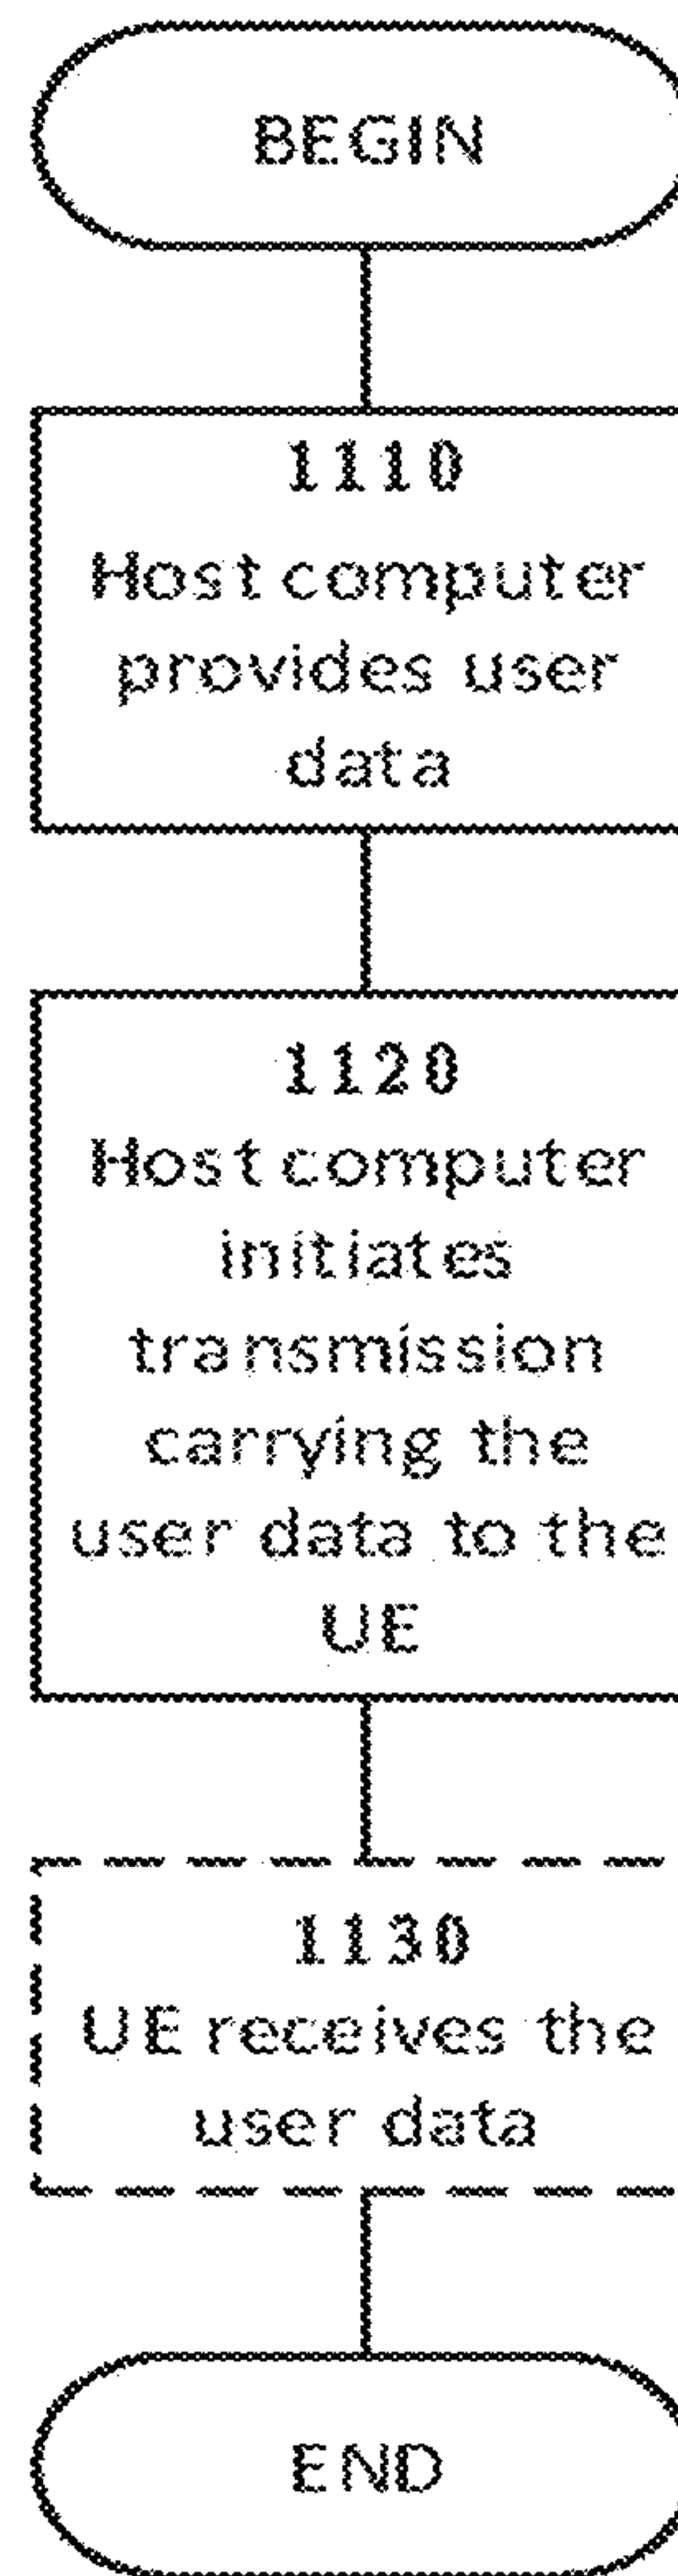 BEGIN
1110
Host computer
provides user
data
1120
Host computer
initiates
transmission
carrying the
user data to the
UE
1130
UE receives the
user data
END